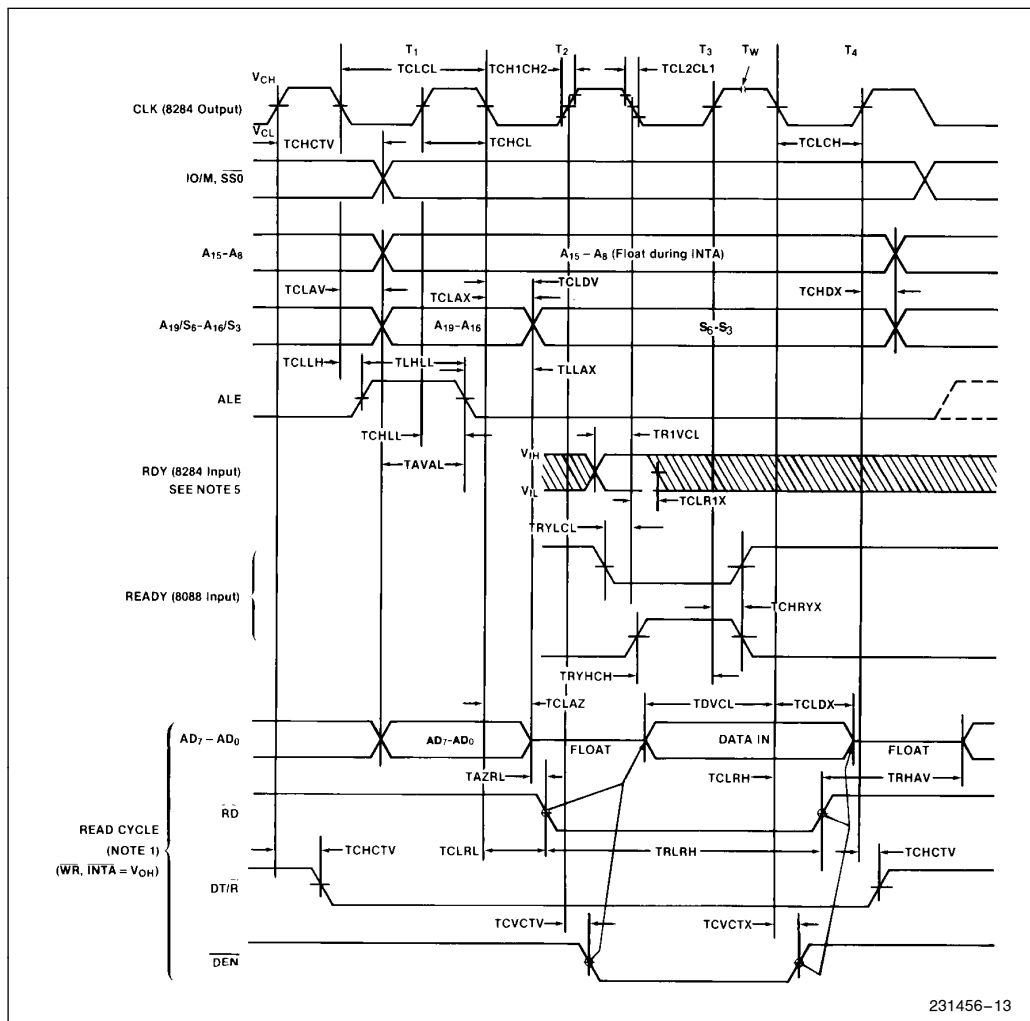 T1 T2 T3 TW T4
TCLCL TCH1CH2 TCL2CL1
VCH
CLK (8284 Output)
VCL
TCHCTV TCHCL TCLCH
IO/M, SS0
A15-A8 A15-A8 (Float during INTA)
TCLDV
TCLAV TCLAX TCHDX
A19/S6-A16/S3 A19-A16 S6-S3
TCLLH TLHLL TLLAX
ALE
TCHLL TR1VCL
TAVAL
VIH
RDY (8284 Input)
SEE NOTE 5
VIL
TCLR1X
TRYLCL
READY (8088 Input)
TCHRYX
TRYHCH
TCLAZ TDVCL TCLDX
AD7-AD0 AD7-AD0 FLOAT DATA IN FLOAT
TAZRL TCLRH TRHAV
RD
READ CYCLE
(NOTE 1)
(WR, INTA = VOH)
TCHCTV TCLRL TRLRH TCHCTV
DT/R
TCVCTV TCVCTX
DEN
231456-13